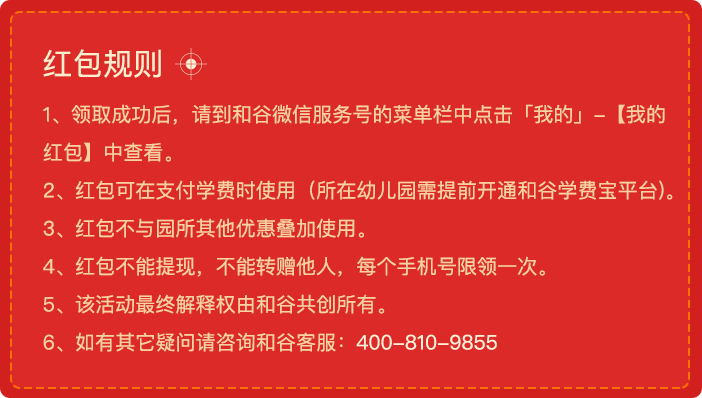 红包规则
1、领取成功后，请到和谷微信服务号的菜单栏中点击「我的」-【我的
红包】中查看。
2、红包可在支付学费时使用（所在幼儿园需提前开通和谷学费宝平台)。
3、红包不与园所其他优惠叠加使用。
4、红包不能提现，不能转赠他人，每个手机号限领一次。
5、该活动最终解释权由和谷共创所有。
6、如有其它疑问请咨询和谷客服：400-810-9855